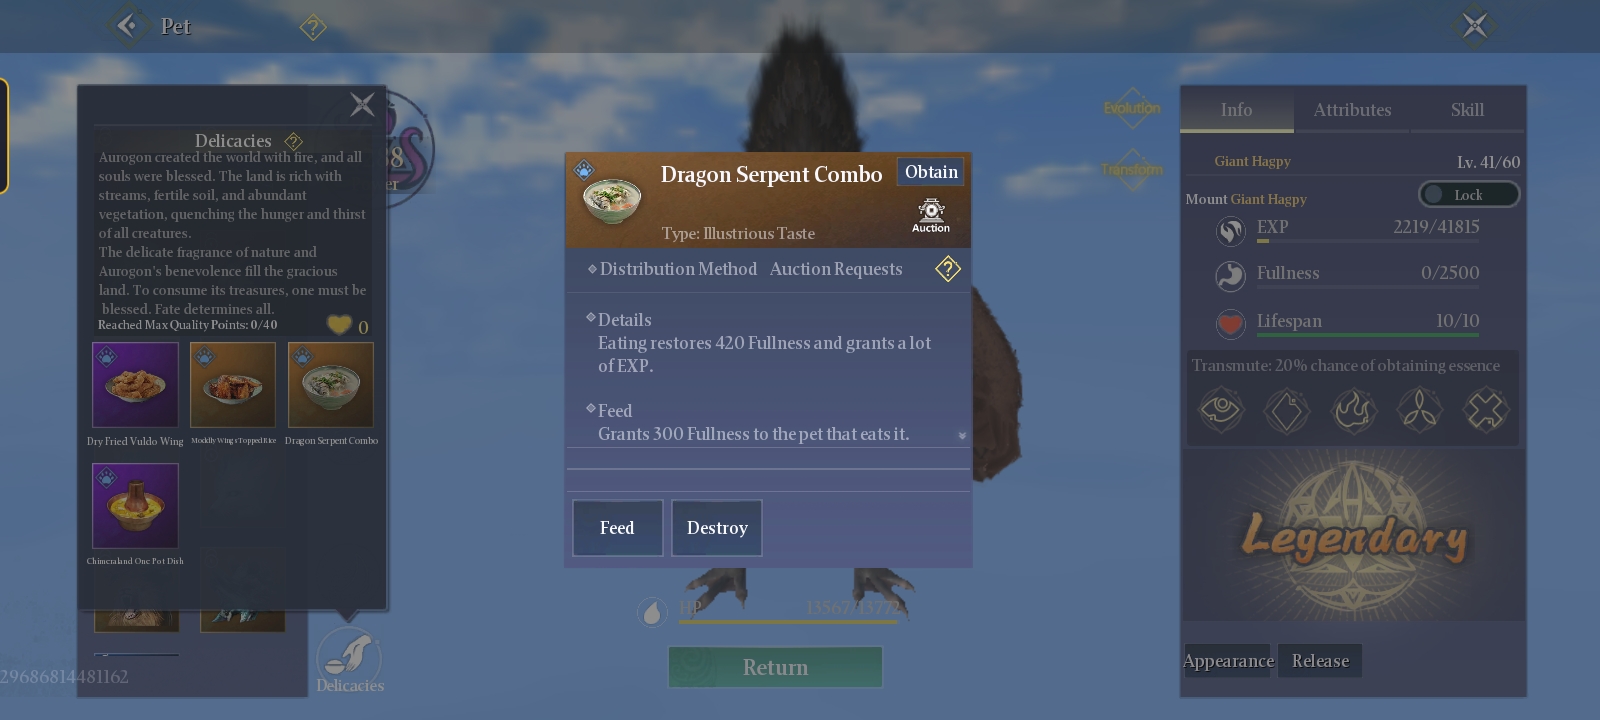 Pet
?
Delicacies ?
Aurogon created the world with fire, and all
souls were blessed. The land is rich with
streams, fertile soil, and abundant
vegetation, quenching the hunger and thirst
of all creatures.
The delicate fragrance of nature and
Aurogon's benevolence fill the gracious
land. To consume its treasures, one must be
blessed. Fate determines all.
Reached Max Quality Points: 0/40
0
Dry Fried Vuldo Wing
Dragon Serpent Combo
Chimeraland One Pot Dish
29686814481162
Delicacies
Dragon Serpent Combo
Obtain
Auction
Type: Illustrious Taste
Distribution Method Auction Requests ?
Details
Eating restores 420 Fullness and grants a lot
of EXP.
Feed
Grants 300 Fullness to the pet that eats it.
Feed
Destroy
HP 13567/13772
Return
Evolution
Transform
Info
Attributes
Skill
Giant Hagpy
Lv. 41/60
Mount Giant Hagpy
Lock
EXP 2219/41815
Fullness 0/2500
Lifespan 10/10
Transmute: 20% chance of obtaining essence
Legendary
Appearance
Release